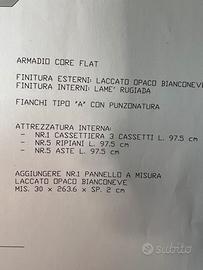 ARMADIO CORE FLAT
FINITURA ESTERNI: LACCATO OPACO BIANCONEVE
FINITURA INTERNI: LAME' RUGIADA
FIANCHI TIPO "A" CON PUNZONATURA
ATTREZZATURA INTERNA:
- NR.1 CASSETTIERA 3 CASSETTI L. 97.5 cm
- NR.5 RIPIANI L. 97.5 cm
- NR.5 ASTE L. 97.5 cm
AGGIUNGERE NR.1 PANNELLO A MISURA
LACCATO OPACO BIANCONEVE
MIS. 30 x 263.6 x SP. 2 cm
subito